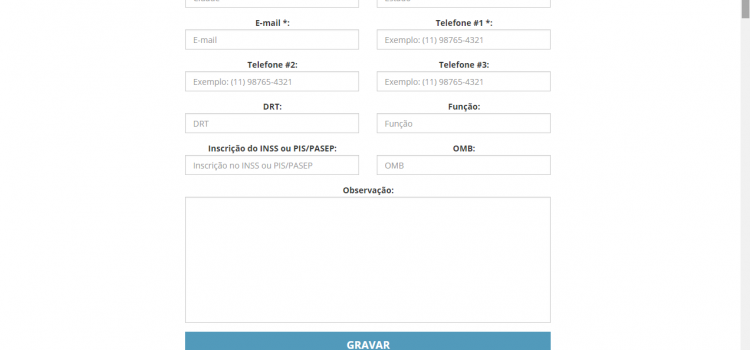 E-mail *: Telefone #1 *:
E-mail Exemplo: (11) 98765-4321
Telefone #2: Telefone #3:
Exemplo: (11) 98765-4321 Exemplo: (11) 98765-4321
DRT: Função:
DRT Função
Inscrição do INSS ou PIS/PASEP: OMB:
Inscrição no INSS ou PIS/PASEP OMB
Observação:
GRAVAR